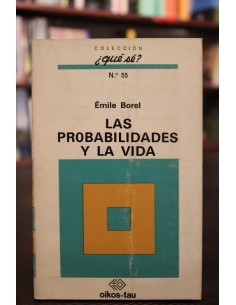 COLECCIÓN
¿qué sé?
N.º 55
Émile Borel
LAS
PROBABILIDADES
Y LA VIDA
oikos-tau